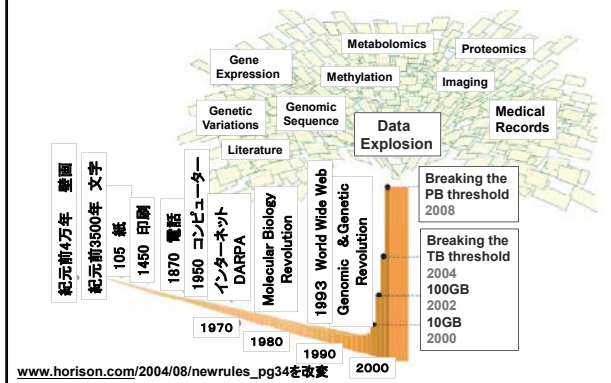 Metabolomics
Proteomics
Gene
Expression
Methylation
Imaging
Genetic
Variations
Genomic
Sequence
Medical
Records
Literature
Data
Explosion
紀元前4万年 壁画
紀元前3500年 文字
105 紙
1450 印刷
1870 電話
1950 コンピューター
インターネット
DARPA
Molecular Biology
Revolution
1993 World Wide Web
Genomic &Genetic
Revolution
Breaking the
PB threshold
2008
Breaking the
TB threshold
2004
100GB
2002
10GB
2000
1970
1980
1990
2000
www.horison.com/2004/08/newrules_pg34を改変